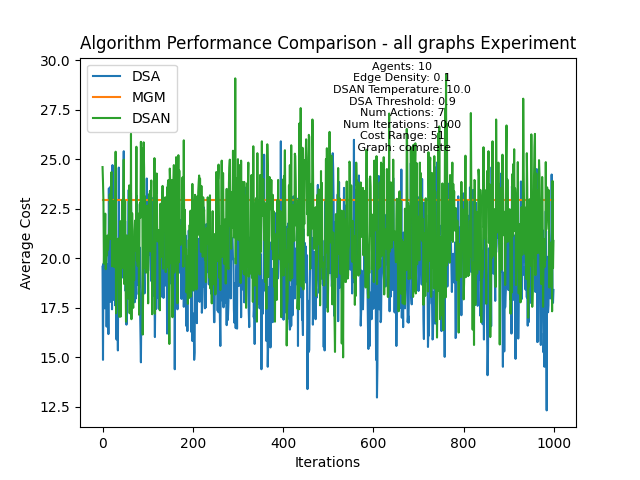 Algorithm Performance Comparison - all graphs Experiment
DSA
MGM
DSAN
Agents: 10
Edge Density: 0.1
DSAN Temperature: 10.0
DSA Threshold: 0.9
Num Actions: 7
Num Iterations: 1000
Cost Range: 51
Graph: complete
Average Cost
30.0
27.5
25.0
22.5
20.0
17.5
15.0
12.5
0
200
400
600
800
1000
Iterations